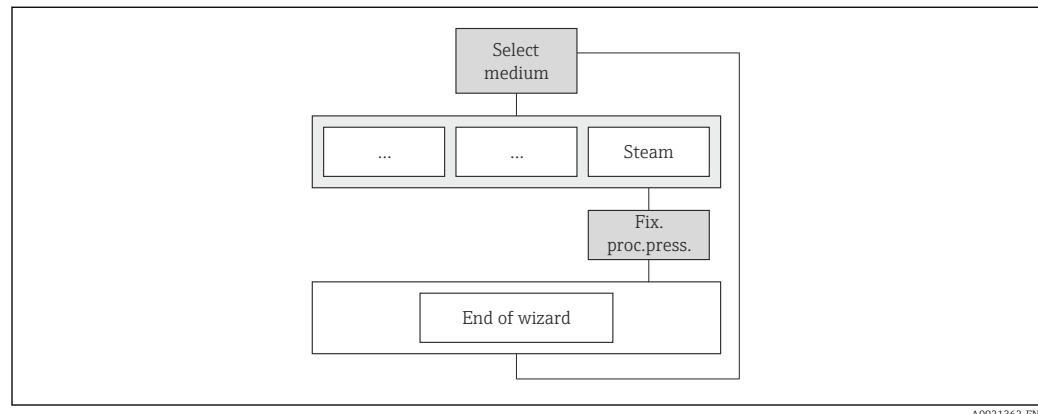 Select
medium
...
...
Steam
Fix.
proc.press.
End of wizard
A0021362-EN